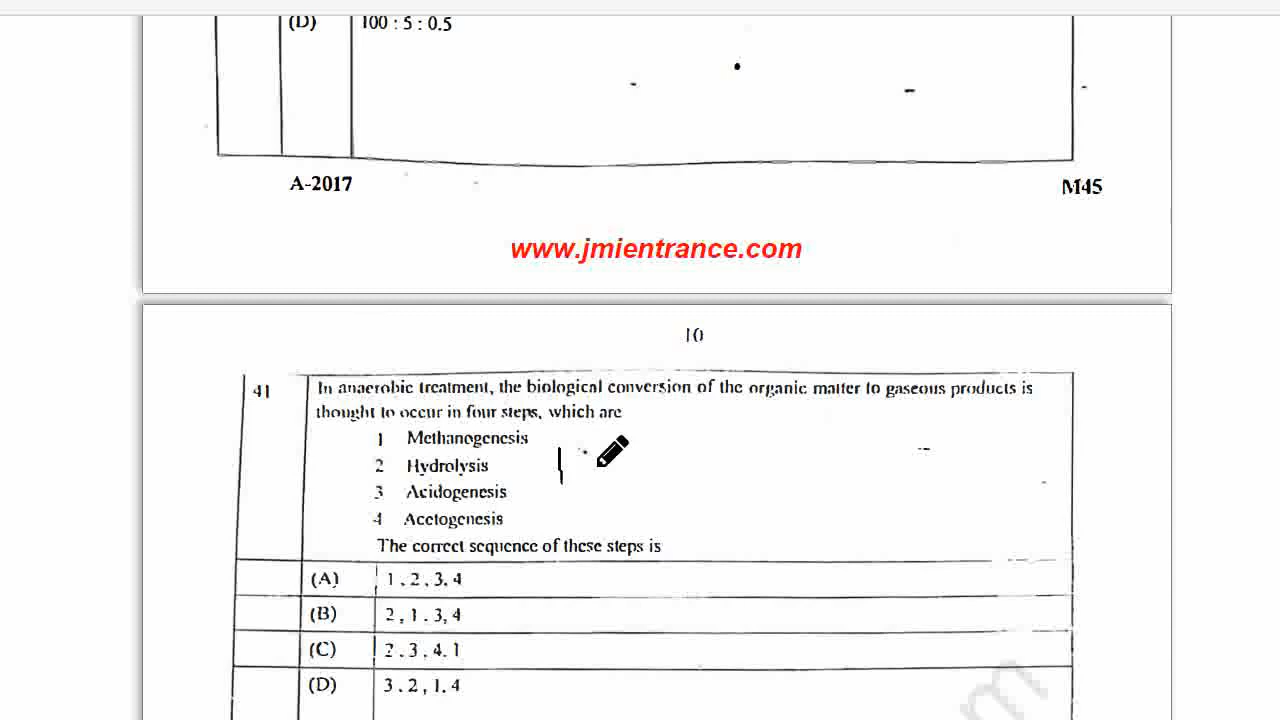 (D) 100 : 5 : 0.5
A-2017 M45
www.jmientrance.com
10
41 In anaerobic treatment, the biological conversion of the organic matter to gaseous products is
thought to occur in four steps, which are
1 Methanogenesis
2 Hydrolysis
3 Acidogenesis
4 Acetogenesis
The correct sequence of these steps is
(A) 1 , 2 , 3, 4
(B) 2 , 1 . 3, 4
(C) 2 . 3 , 4, 1
(D) 3 . 2 , 1, 4